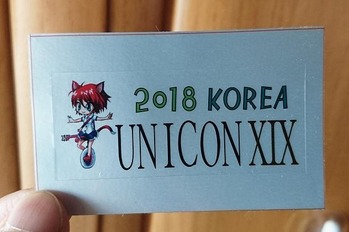 2018 KOREA
UNICON XIX